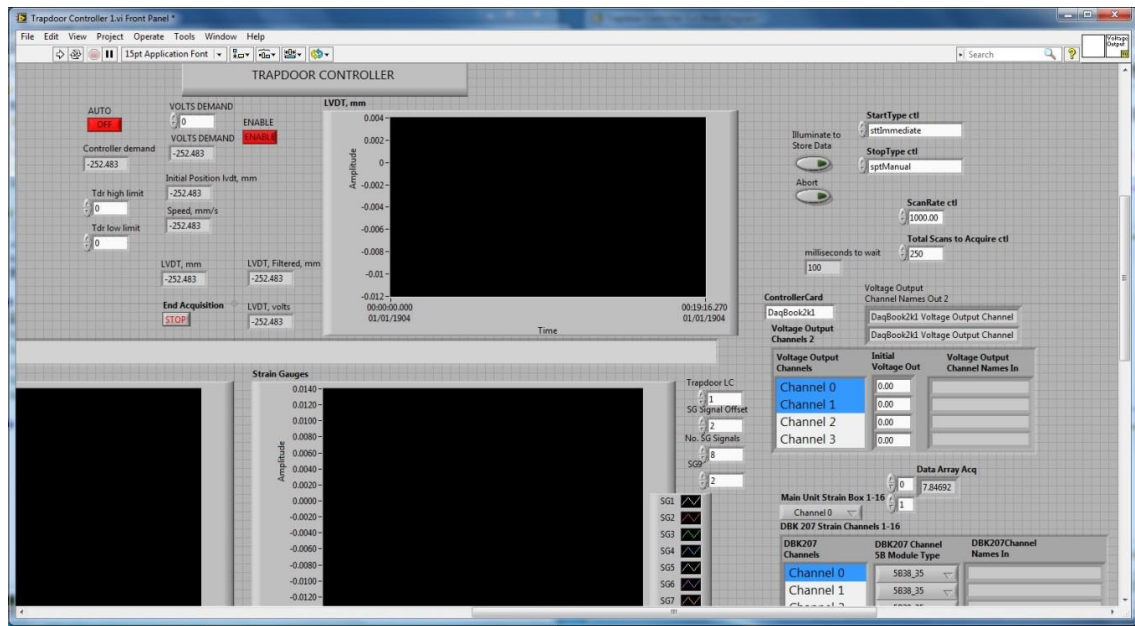 Trapdoor Controller 1.vi Front Panel *
File Edit View Project Operate Tools Window Help
15pt Application Font
Search
Voltage
Output
TRAPDOOR CONTROLLER
AUTO
OFF
VOLTS DEMAND
0
ENABLE
ENABLE
Controller demand
-252.483
VOLTS DEMAND
-252.483
Initial Position lvdt, mm
-252.483
Tdr high limit
0
Speed, mm/s
-252.483
Tdr low limit
0
LVDT, mm
-252.483
LVDT, Filtered, mm
-252.483
End Acquisition
STOP
LVDT, volts
-252.483
LVDT, mm
Amplitude
0.004
0.002
0
-0.002
-0.004
-0.006
-0.008
-0.01
-0.012
00:00:00.000
01/01/1904
00:19:16.270
01/01/1904
Time
Illuminate to
Store Data
Abort
StartType ctl
sttImmediate
StopType ctl
sptManual
ScanRate ctl
1000.00
Total Scans to Acquire ctl
250
milliseconds to wait
100
ControllerCard
DaqBook2k1
Voltage Output
Channel Names Out 2
DaqBook2k1 Voltage Output Channel
DaqBook2k1 Voltage Output Channel
Voltage Output
Channels 2
Voltage Output
Channels
Initial
Voltage Out
Voltage Output
Channel Names In
Channel 0 0.00
Channel 1 0.00
Channel 2 0.00
Channel 3 0.00
Strain Gauges
Amplitude
0.0140
0.0120
0.0100
0.0080
0.0060
0.0040
0.0020
0.0000
-0.0020
-0.0040
-0.0060
-0.0080
-0.0100
-0.0120
Trapdoor LC
1
SG Signal Offset
2
No. SG Signals
8
SG9
2
SG1
SG2
SG3
SG4
SG5
SG6
SG7
Data Array Acq
0 7.84692
1
Main Unit Strain Box 1-16
Channel 0
DBK 207 Strain Channels 1-16
DBK207
Channels
DBK207 Channel
5B Module Type
DBK207Channel
Names In
Channel 0 5B38_35
Channel 1 5B38_35